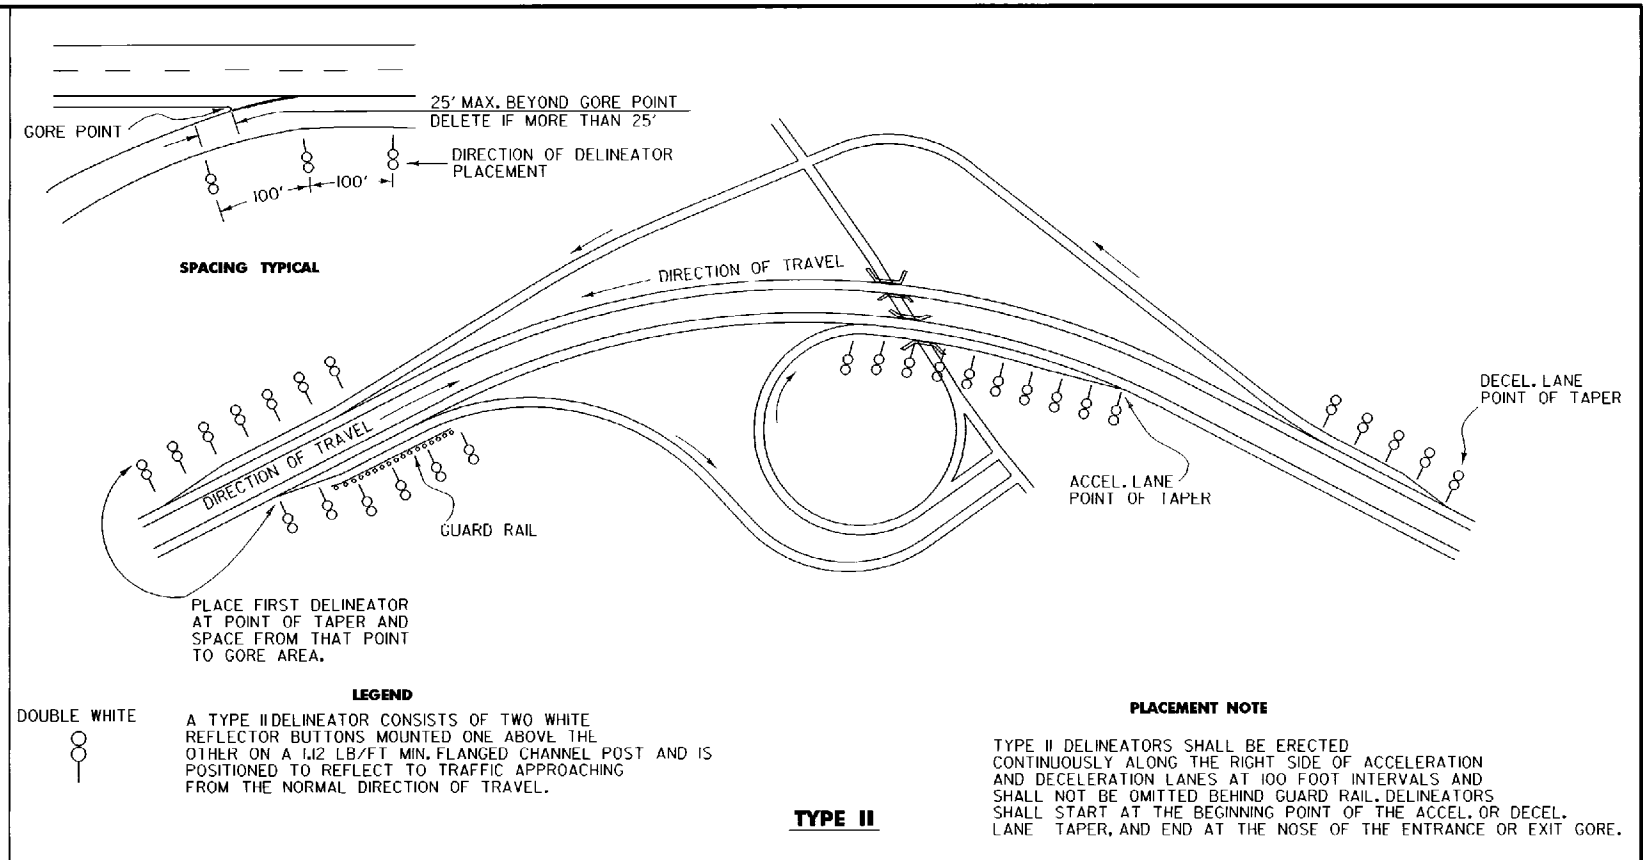 25' MAX. BEYOND GORE POINT
DELETE IF MORE THAN 25'
GORE POINT
DIRECTION OF DELINEATOR
PLACEMENT
100'
100'
SPACING TYPICAL
DIRECTION OF TRAVEL
DECEL. LANE
POINT OF TAPER
DIRECTION OF TRAVEL
ACCEL. LANE
POINT OF TAPER
GUARD RAIL
PLACE FIRST DELINEATOR
AT POINT OF TAPER AND
SPACE FROM THAT POINT
TO GORE AREA.
LEGEND
DOUBLE WHITE
A TYPE II DELINEATOR CONSISTS OF TWO WHITE
REFLECTOR BUTTONS MOUNTED ONE ABOVE THE
OTHER ON A 1.12 LB/FT MIN. FLANGED CHANNEL POST AND IS
POSITIONED TO REFLECT TO TRAFFIC APPROACHING
FROM THE NORMAL DIRECTION OF TRAVEL.
PLACEMENT NOTE
TYPE II DELINEATORS SHALL BE ERECTED
CONTINUOUSLY ALONG THE RIGHT SIDE OF ACCELERATION
AND DECELERATION LANES AT 100 FOOT INTERVALS AND
SHALL NOT BE OMITTED BEHIND GUARD RAIL. DELINEATORS
SHALL START AT THE BEGINNING POINT OF THE ACCEL. OR DECEL.
LANE TAPER, AND END AT THE NOSE OF THE ENTRANCE OR EXIT GORE.
TYPE II